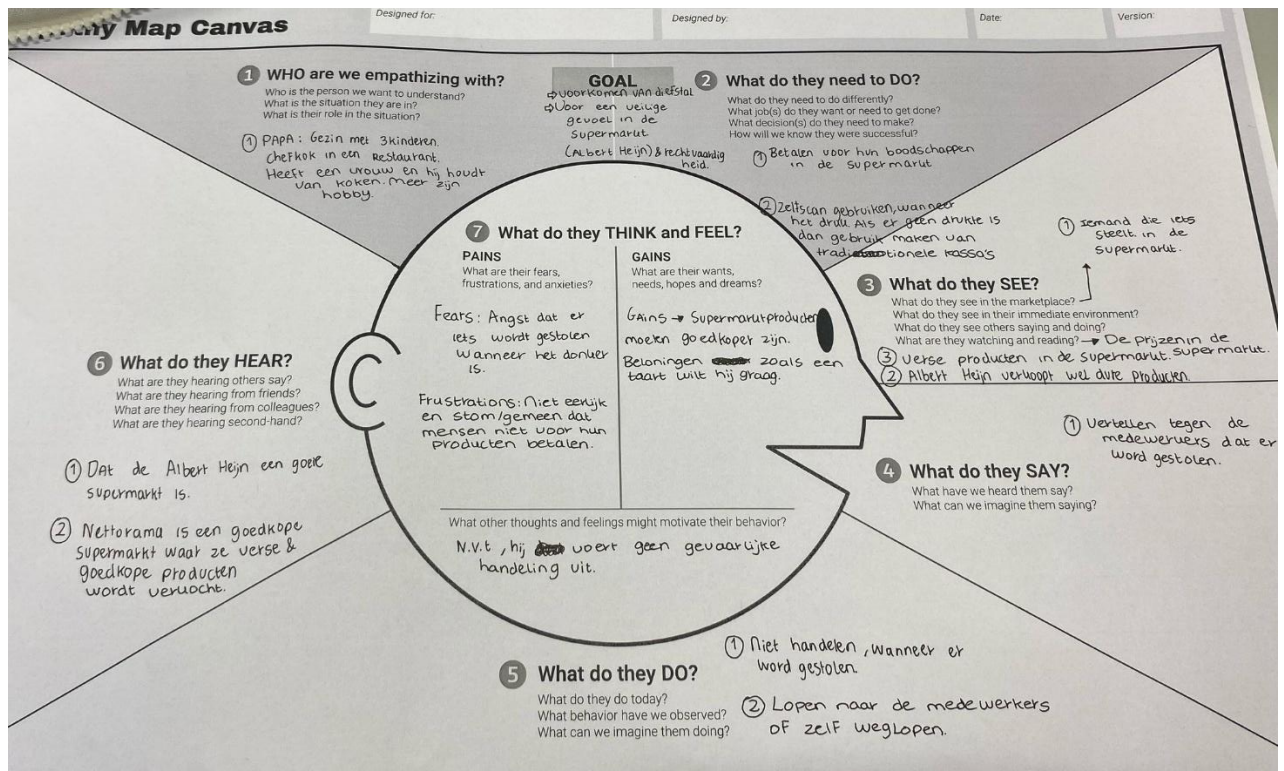 Designed for:
Designed by:
Date:
Version:
Map Canvas
1 WHO are we empathizing with?
Who is the person we want to understand?
What is the situation they are in?
What is their role in the situation?
① PAPA: Gezin met 3 kinderen.
Chefkok in een Restaurant.
Heeft een vrouw en hij houdt
van koken. Meer zijn
hobby.
GOAL
⇨ Voorkomen van diefstal
⇨ Voor een veilige
gevoel in de
Supermarkt
(Albert Heijn) & rechtvaardig
heid.
2 What do they need to DO?
What do they need to do differently?
What job(s) do they want or need to get done?
What decision(s) do they need to make?
How will we know they were successful?
① Betalen voor hun boodschappen
in de supermarkt
② Zelfscan gebruiken, wanneer
het druk. Als er geen drukte is
dan gebruik maken van
traditionele kassa's
① Iemand die iets
steelt in de
supermarkt.
3 What do they SEE?
What do they see in the marketplace?
What do they see in their immediate environment?
What do they see others saying and doing?
What are they watching and reading? → De prijzen in de
supermarkt.
③ Verse producten in de supermarkt.
② Albert Heijn verkoopt wel dure producten.
① Vertellen tegen de
medewerkers dat er
word gestolen.
4 What do they SAY?
What have we heard them say?
What can we imagine them saying?
5 What do they DO?
What do they do today?
What behavior have we observed?
What can we imagine them doing?
① Niet handelen, wanneer er
word gestolen.
② Lopen naar de medewerkers
of zelf weglopen.
6 What do they HEAR?
What are they hearing others say?
What are they hearing from friends?
What are they hearing from colleagues?
What are they hearing second-hand?
① Dat de Albert Heijn een goeie
supermarkt is.
② Nettorama is een goedkope
supermarkt waar ze verse &
goedkope producten
wordt verkocht.
7 What do they THINK and FEEL?
PAINS
What are their fears,
frustrations, and anxieties?
Fears: Angst dat er
iets wordt gestolen
wanneer het donker
is.
Frustrations: Niet eerlijk
en stom/gemeen dat
mensen niet voor hun
producten betalen.
GAINS
What are their wants,
needs, hopes and dreams?
Gains → Supermarktproducten
moeten goedkoper zijn.
Beloningen zoals een
taart wilt hij graag.
What other thoughts and feelings might motivate their behavior?
N.v.t, hij voert geen gevaarlijke
handeling uit.